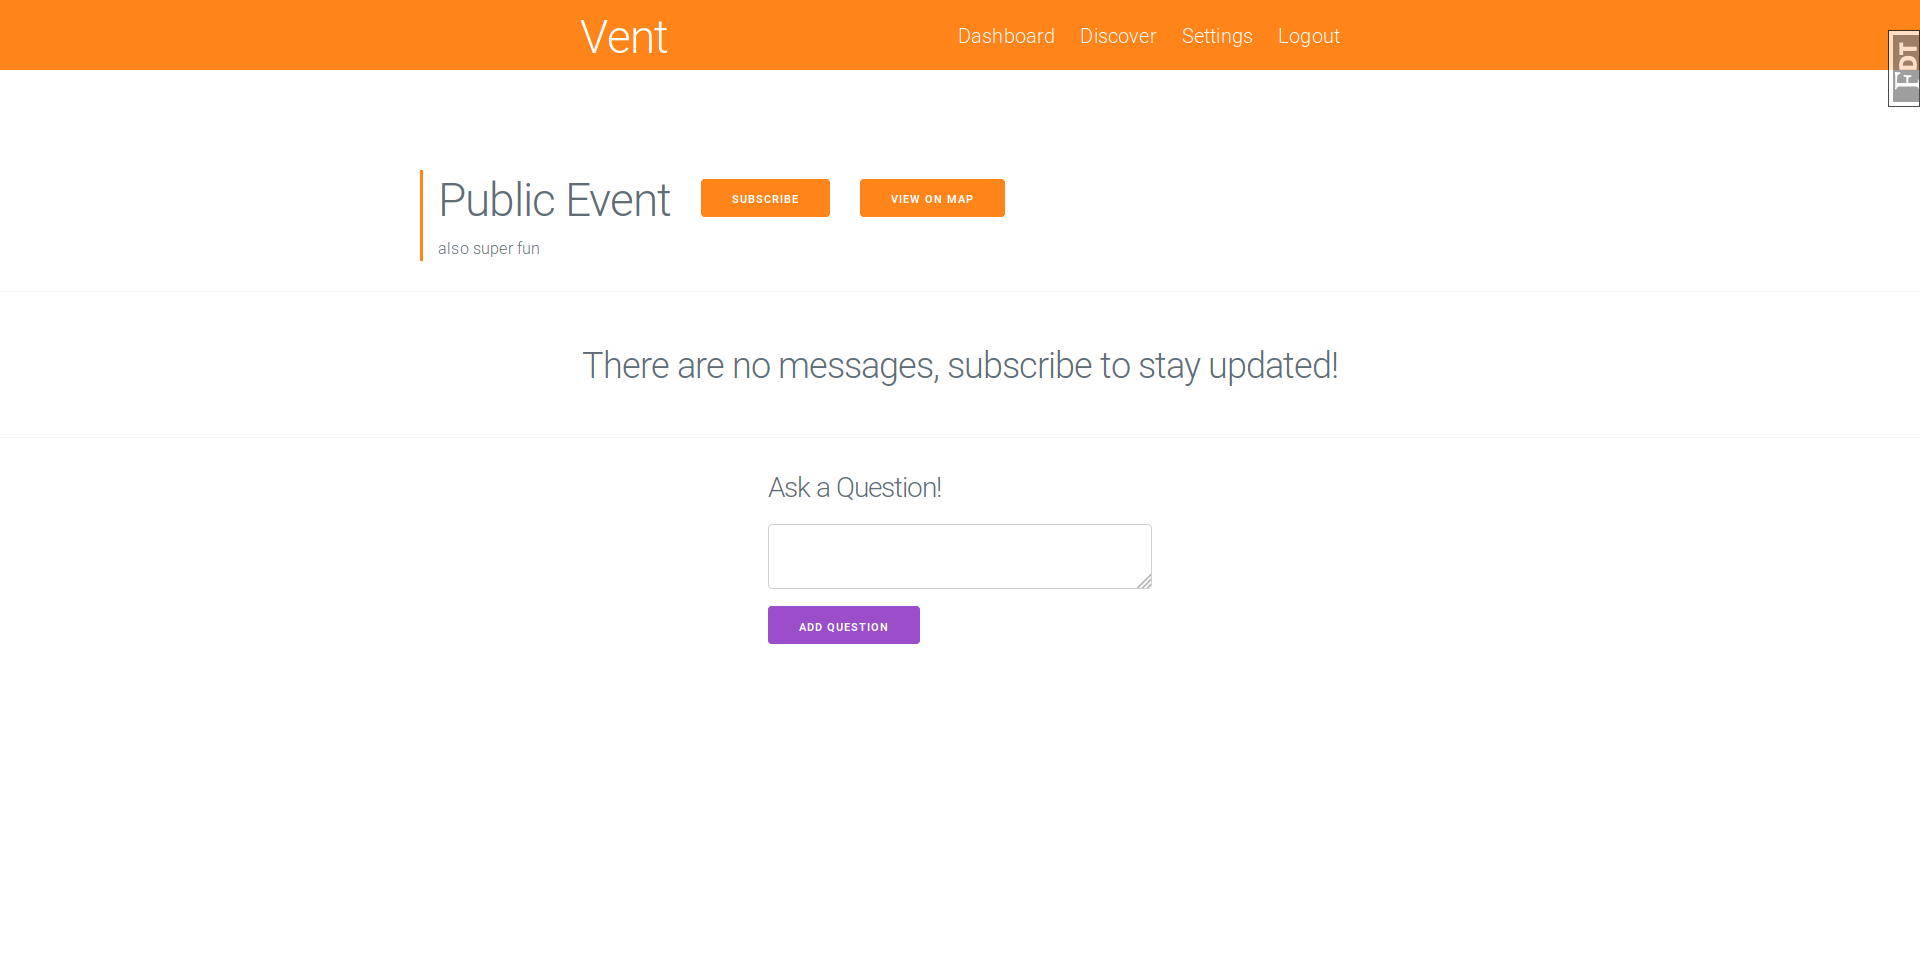 Vent
Dashboard Discover Settings Logout
FDT
Public Event
SUBSCRIBE
VIEW ON MAP
also super fun
There are no messages, subscribe to stay updated!
Ask a Question!
ADD QUESTION